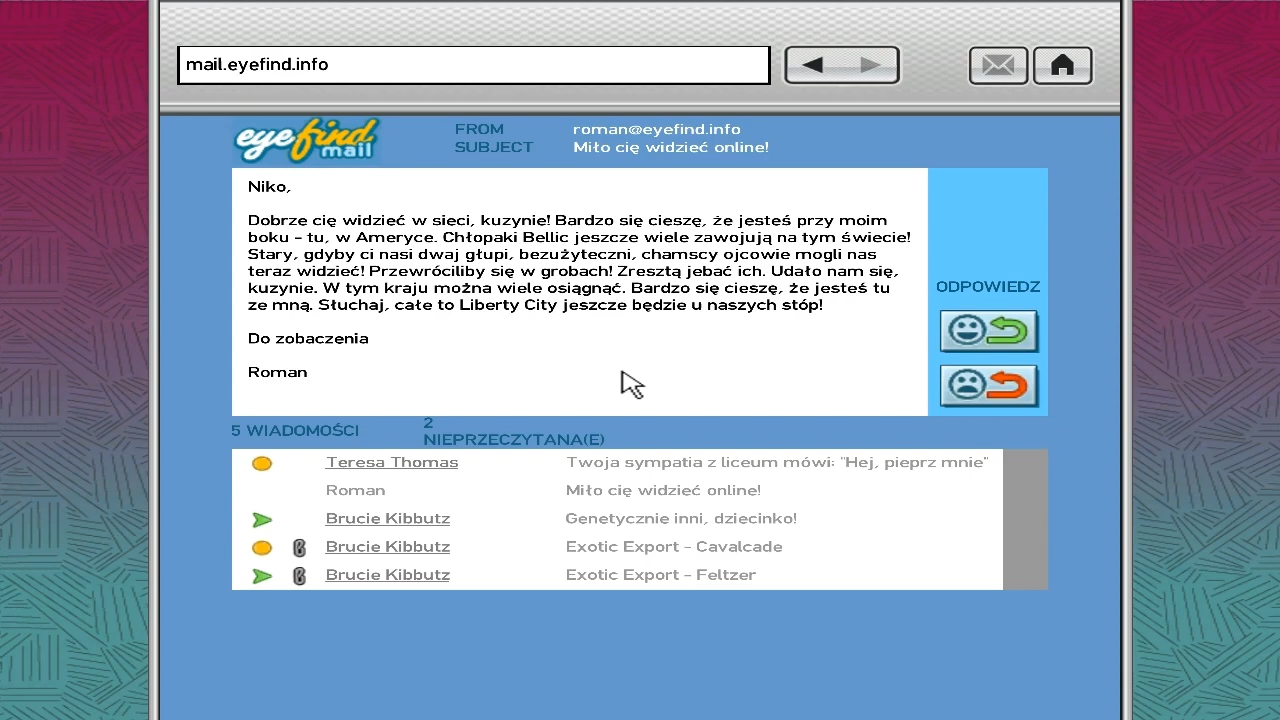 mail.eyefind.info
eyefind mail
FROM roman@eyefind.info
SUBJECT Miło cię widzieć online!
Niko,
Dobrze cię widzieć w sieci, kuzynie! Bardzo się cieszę, że jesteś przy moim
boku - tu, w Ameryce. Chłopaki Bellic jeszcze wiele zawojują na tym świecie!
Stary, gdyby ci nasi dwaj głupi, bezużyteczni, chamscy ojcowie mogli nas
teraz widzieć! Przewróciliby się w grobach! Zresztą jebać ich. Udało nam się,
kuzynie. W tym kraju można wiele osiągnąć. Bardzo się cieszę, że jesteś tu
ze mną. Słuchaj, całe to Liberty City jeszcze będzie u naszych stóp!
Do zobaczenia
Roman
ODPOWIEDZ
5 WIADOMOŚCI
2
NIEPRZECZYTANA(E)
Teresa Thomas Twoja sympatia z liceum mówi: "Hej, pieprz mnie"
Roman Miło cię widzieć online!
Brucie Kibbutz Genetycznie inni, dziecinko!
Brucie Kibbutz Exotic Export - Cavalcade
Brucie Kibbutz Exotic Export - Feltzer